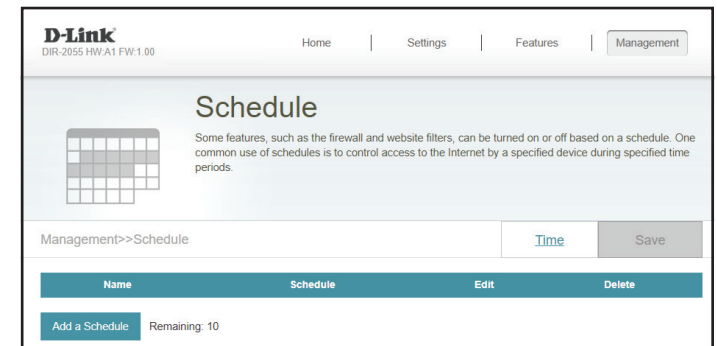 D-Link
DIR-2055 HW:A1 FW:1.00
Home | Settings | Features | Management
Schedule
Some features, such as the firewall and website filters, can be turned on or off based on a schedule. One
common use of schedules is to control access to the Internet by a specified device during specified time
periods.
Management>>Schedule Time Save
Name Schedule Edit Delete
Add a Schedule Remaining: 10